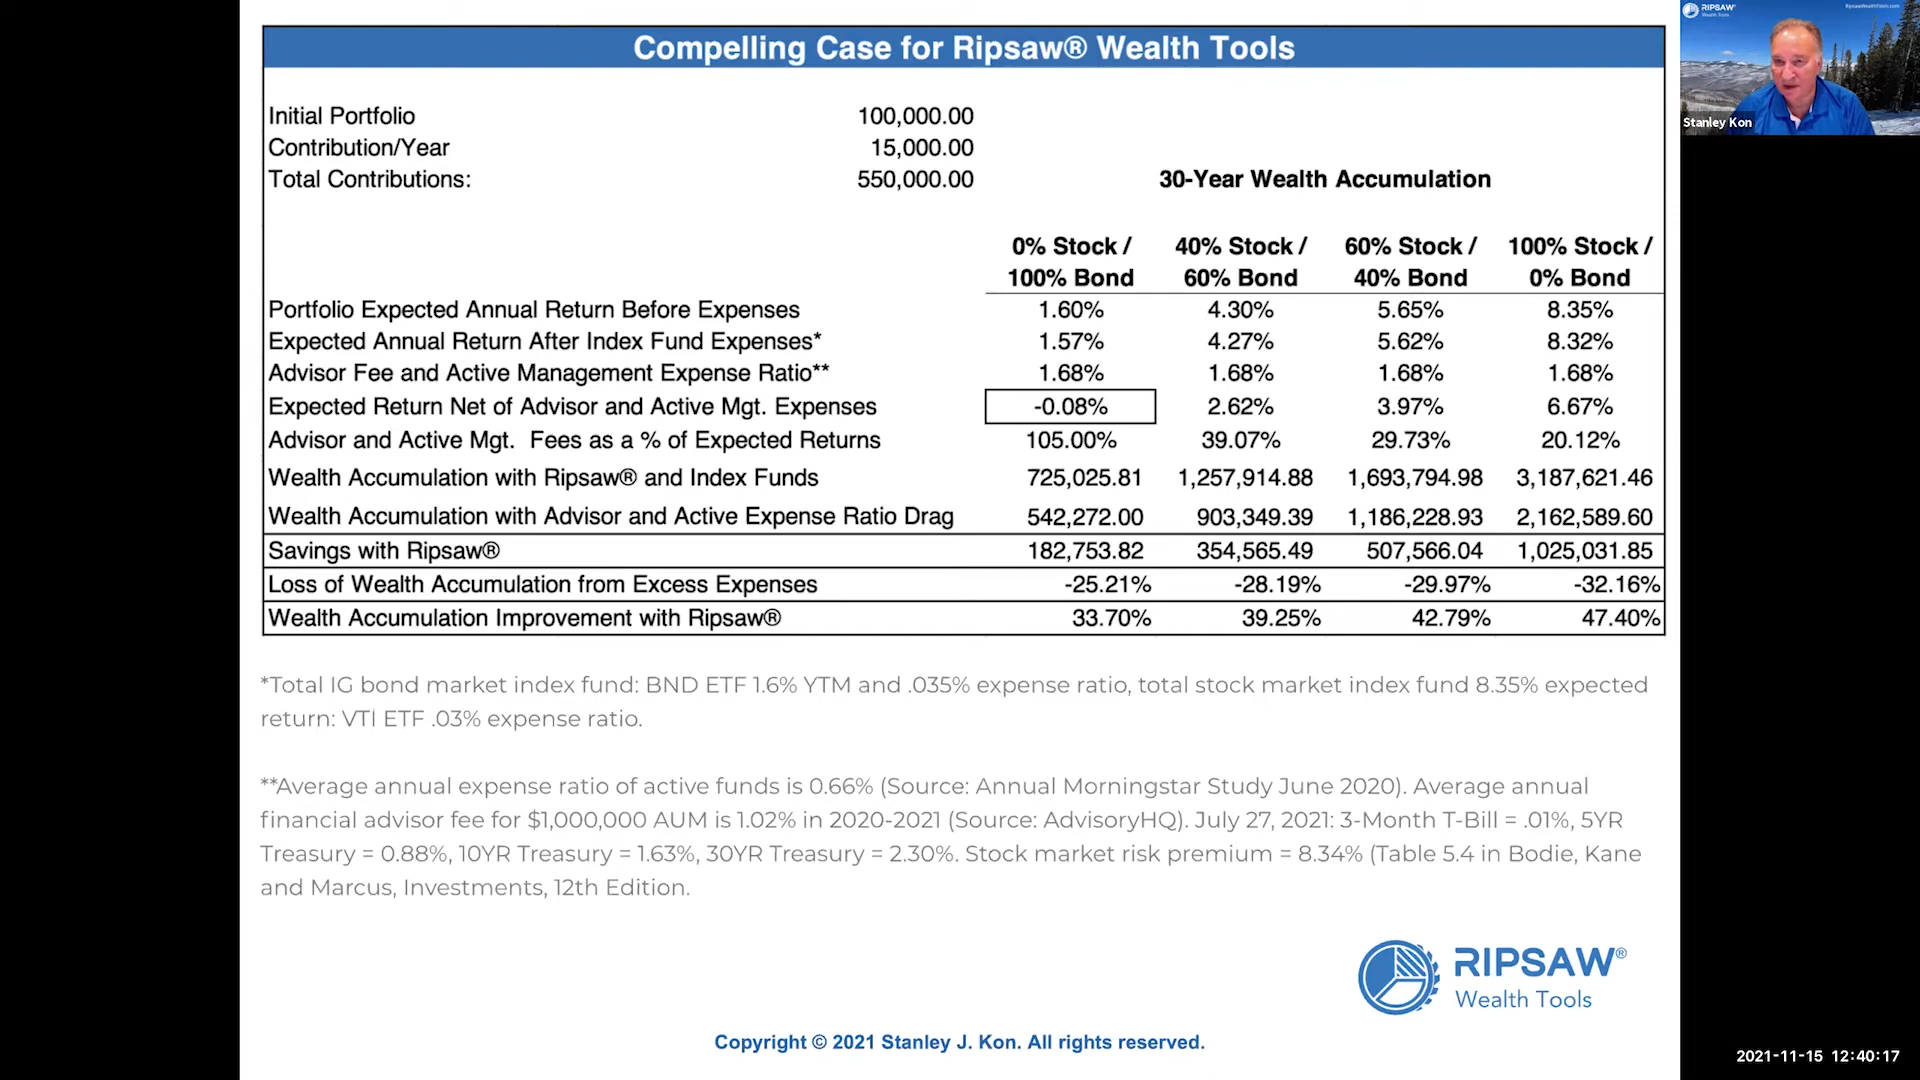 Compelling Case for Ripsaw® Wealth Tools
Initial Portfolio 100,000.00
Contribution/Year 15,000.00
Total Contributions: 550,000.00 30-Year Wealth Accumulation
0% Stock / 40% Stock / 60% Stock / 100% Stock /
100% Bond 60% Bond 40% Bond 0% Bond
Portfolio Expected Annual Return Before Expenses 1.60% 4.30% 5.65% 8.35%
Expected Annual Return After Index Fund Expenses* 1.57% 4.27% 5.62% 8.32%
Advisor Fee and Active Management Expense Ratio** 1.68% 1.68% 1.68% 1.68%
Expected Return Net of Advisor and Active Mgt. Expenses -0.08% 2.62% 3.97% 6.67%
Advisor and Active Mgt. Fees as a % of Expected Returns 105.00% 39.07% 29.73% 20.12%
Wealth Accumulation with Ripsaw® and Index Funds 725,025.81 1,257,914.88 1,693,794.98 3,187,621.46
Wealth Accumulation with Advisor and Active Expense Ratio Drag 542,272.00 903,349.39 1,186,228.93 2,162,589.60
Savings with Ripsaw® 182,753.82 354,565.49 507,566.04 1,025,031.85
Loss of Wealth Accumulation from Excess Expenses -25.21% -28.19% -29.97% -32.16%
Wealth Accumulation Improvement with Ripsaw® 33.70% 39.25% 42.79% 47.40%
*Total IG bond market index fund: BND ETF 1.6% YTM and .035% expense ratio, total stock market index fund 8.35% expected
return: VTI ETF .03% expense ratio.
**Average annual expense ratio of active funds is 0.66% (Source: Annual Morningstar Study June 2020). Average annual
financial advisor fee for $1,000,000 AUM is 1.02% in 2020-2021 (Source: AdvisoryHQ). July 27, 2021: 3-Month T-Bill = .01%, 5YR
Treasury = 0.88%, 10YR Treasury = 1.63%, 30YR Treasury = 2.30%. Stock market risk premium = 8.34% (Table 5.4 in Bodie, Kane
and Marcus, Investments, 12th Edition.
RIPSAW®
Wealth Tools
Copyright © 2021 Stanley J. Kon. All rights reserved.
RIPSAW®
Wealth Tools
RipsawWealthTools.com
Stanley Kon
2021-11-15 12:40:17